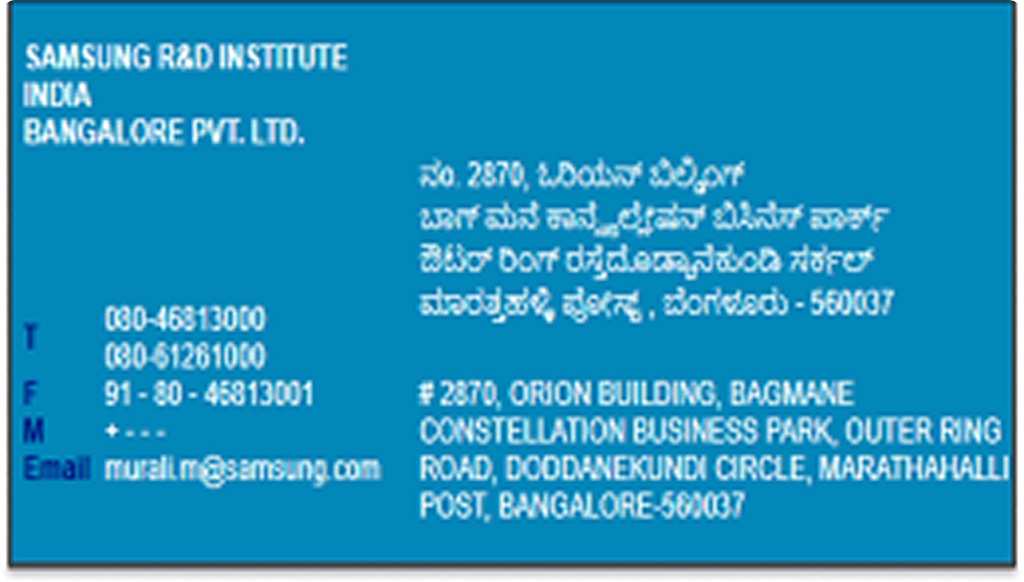 SAMSUNG R&D INSTITUTE
INDIA
BANGALORE PVT. LTD.
ನಂ. 2870, ಓರಿಯನ್ ಬಿಲ್ಡಿಂಗ್
ಬಾಗ್ ಮನೆ ಕಾನ್ಸ್ಟೆಲ್ಲೇಷನ್ ಬಿಸಿನೆಸ್ ಪಾರ್ಕ್
ಔಟರ್ ರಿಂಗ್ ರಸ್ತೆದೊಡ್ಡಾನೆಕುಂಡಿ ಸರ್ಕಲ್
ಮಾರತ್ತಹಳ್ಳಿ ಪೋಸ್ಟ್ , ಬೆಂಗಳೂರು - 560037
T 080-46813000
080-61261000
F 91 - 80 - 46813001
M + - - -
Email murali.m@samsung.com
# 2870, ORION BUILDING, BAGMANE
CONSTELLATION BUSINESS PARK, OUTER RING
ROAD, DODDANEKUNDI CIRCLE, MARATHAHALLI
POST, BANGALORE-560037